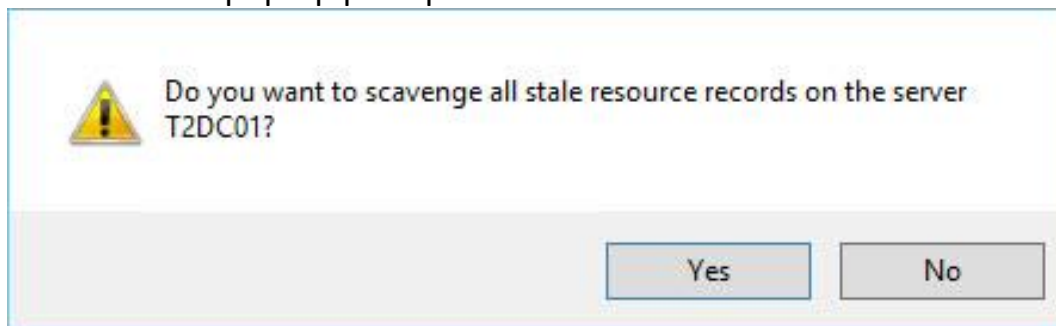 Do you want to scavenge all stale resource records on the server
T2DC01?
Yes
No